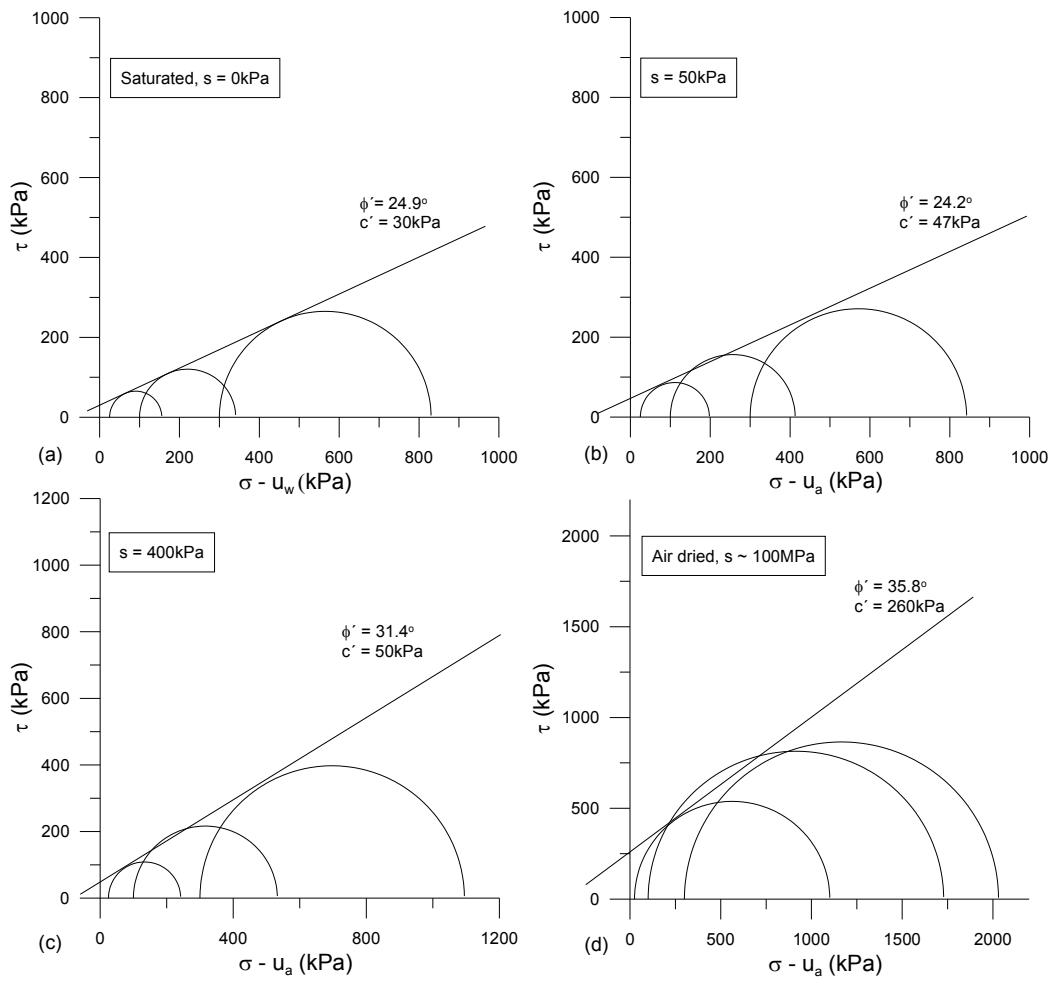 1000
800
600
400
200
0
τ (kPa)
Saturated, s = 0kPa
ϕ´= 24.9°
c´ = 30kPa
0 200 400 600 800 1000
(a)
σ - u_w (kPa)
1000
800
600
400
200
0
τ (kPa)
s = 50kPa
ϕ´ = 24.2°
c´ = 47kPa
0 200 400 600 800 1000
(b)
σ - u_a (kPa)
1200
1000
800
600
400
200
0
τ (kPa)
s = 400kPa
ϕ´ = 31.4°
c´ = 50kPa
0 400 800 1200
(c)
σ - u_a (kPa)
2000
1500
1000
500
0
τ (kPa)
Air dried, s ~ 100MPa
ϕ´ = 35.8°
c´ = 260kPa
0 500 1000 1500 2000
(d)
σ - u_a (kPa)